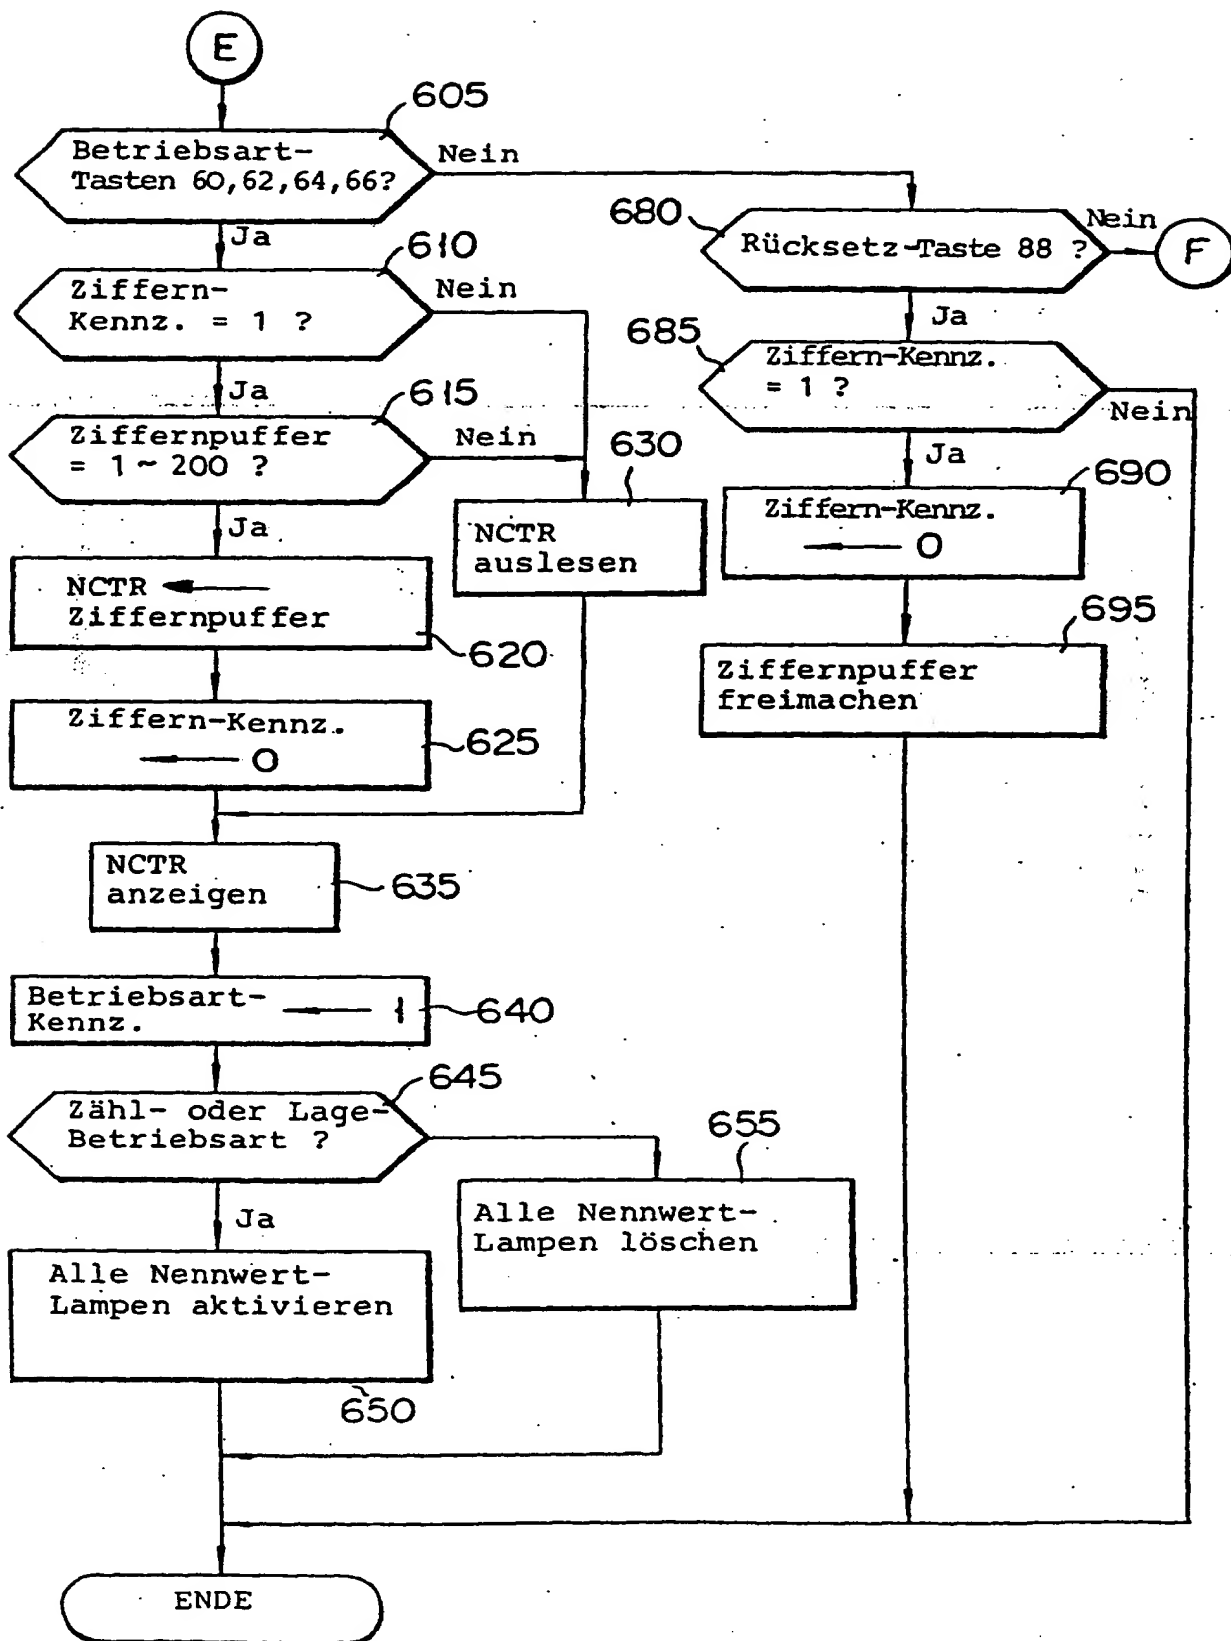 E
605
Betriebsart-
Tasten 60,62,64,66?
Nein
Ja
680
Rücksetz-Taste 88 ?
Nein
F
Ja
610
Ziffern-
Kennz. = 1 ?
Nein
Ja
685
Ziffern-Kennz.
= 1 ?
Nein
Ja
615
Ziffernpuffer
= 1 ~ 200 ?
Nein
Ja
630
NCTR
auslesen
690
Ziffern-Kennz.
← 0
NCTR ←
Ziffernpuffer
620
695
Ziffernpuffer
freimachen
Ziffern-Kennz.
← 0
625
NCTR
anzeigen
635
Betriebsart-
Kennz. ← 1
640
645
Zähl- oder Lage-
Betriebsart ?
Ja
655
Alle Nennwert-
Lampen löschen
Alle Nennwert-
Lampen aktivieren
650
ENDE